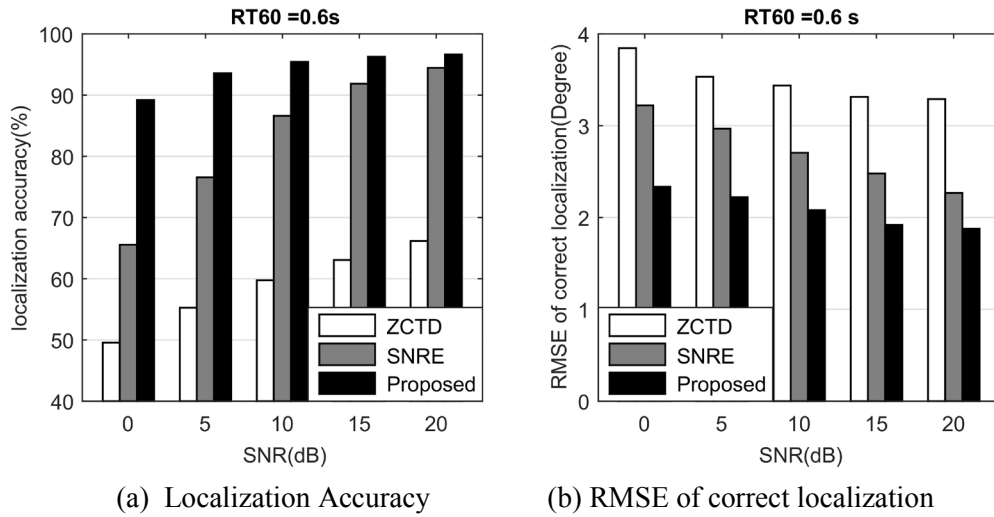 RT60 =0.6s
100
90
80
70
60
50
40
localization accuracy(%)
ZCTD
SNRE
Proposed
0 5 10 15 20
SNR(dB)
(a) Localization Accuracy
RT60 =0.6 s
4
3
2
1
0
RMSE of correct localization(Degree)
ZCTD
SNRE
Proposed
0 5 10 15 20
SNR(dB)
(b) RMSE of correct localization